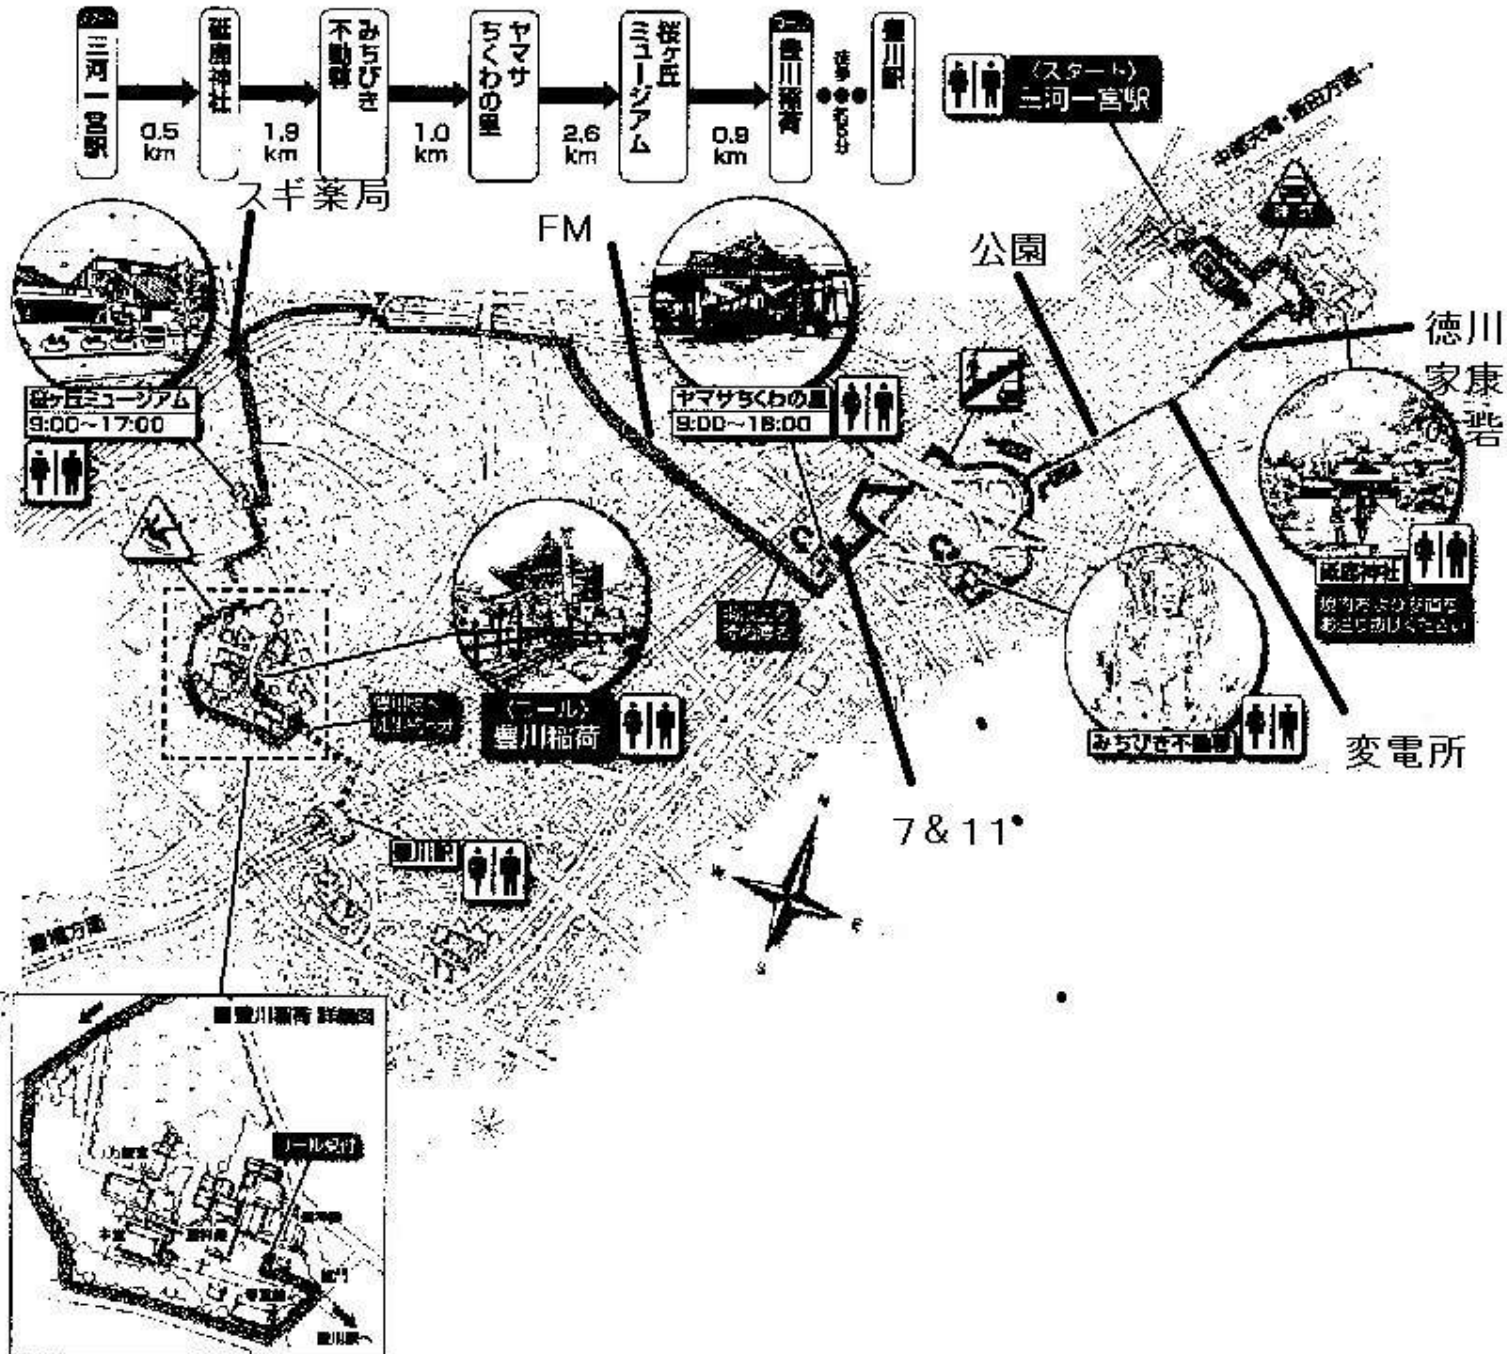 三河一宮駅
0.5
km
砥鹿神社
1.9
km
みちびき
不動尊
1.0
km
ヤマサ
ちくわの里
2.6
km
桜ヶ丘
ミュージアム
0.9
km
豊川稲荷
豊川駅
〈スタート〉
三河一宮駅
スギ薬局
FM
公園
徳川
家康
砦
桜ヶ丘ミュージアム
9:00〜17:00
ヤマサちくわの里
9:00〜18:00
砥鹿神社
〈ゴール〉
豊川稲荷
みちびき不動尊
変電所
7&11
豊川駅
豊橋方面
N
W
E
S
■豊川稲荷 詳細図
ゴール受付
本堂
豊川駅へ